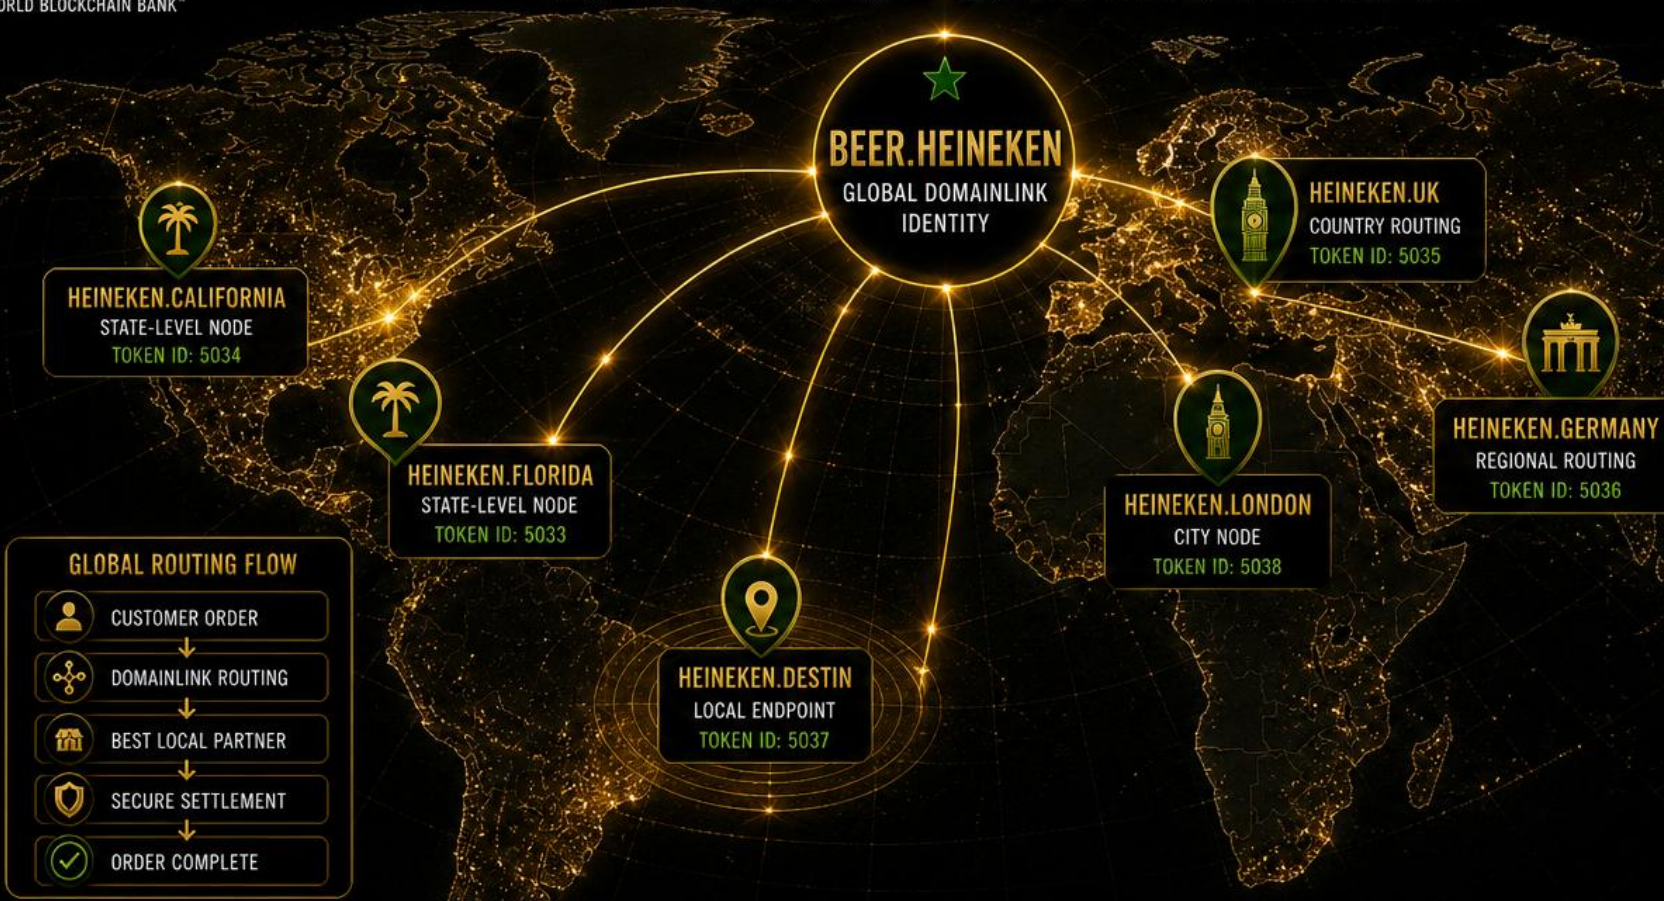 WORLD BLOCKCHAIN BANK™
BEER.HEINEKEN
GLOBAL DOMAINLINK
IDENTITY
HEINEKEN.UK
COUNTRY ROUTING
TOKEN ID: 5035
HEINEKEN.CALIFORNIA
STATE-LEVEL NODE
TOKEN ID: 5034
HEINEKEN.GERMANY
REGIONAL ROUTING
TOKEN ID: 5036
HEINEKEN.FLORIDA
STATE-LEVEL NODE
TOKEN ID: 5033
HEINEKEN.LONDON
CITY NODE
TOKEN ID: 5038
HEINEKEN.DESTIN
LOCAL ENDPOINT
TOKEN ID: 5037
GLOBAL ROUTING FLOW
CUSTOMER ORDER
DOMAINLINK ROUTING
BEST LOCAL PARTNER
SECURE SETTLEMENT
ORDER COMPLETE